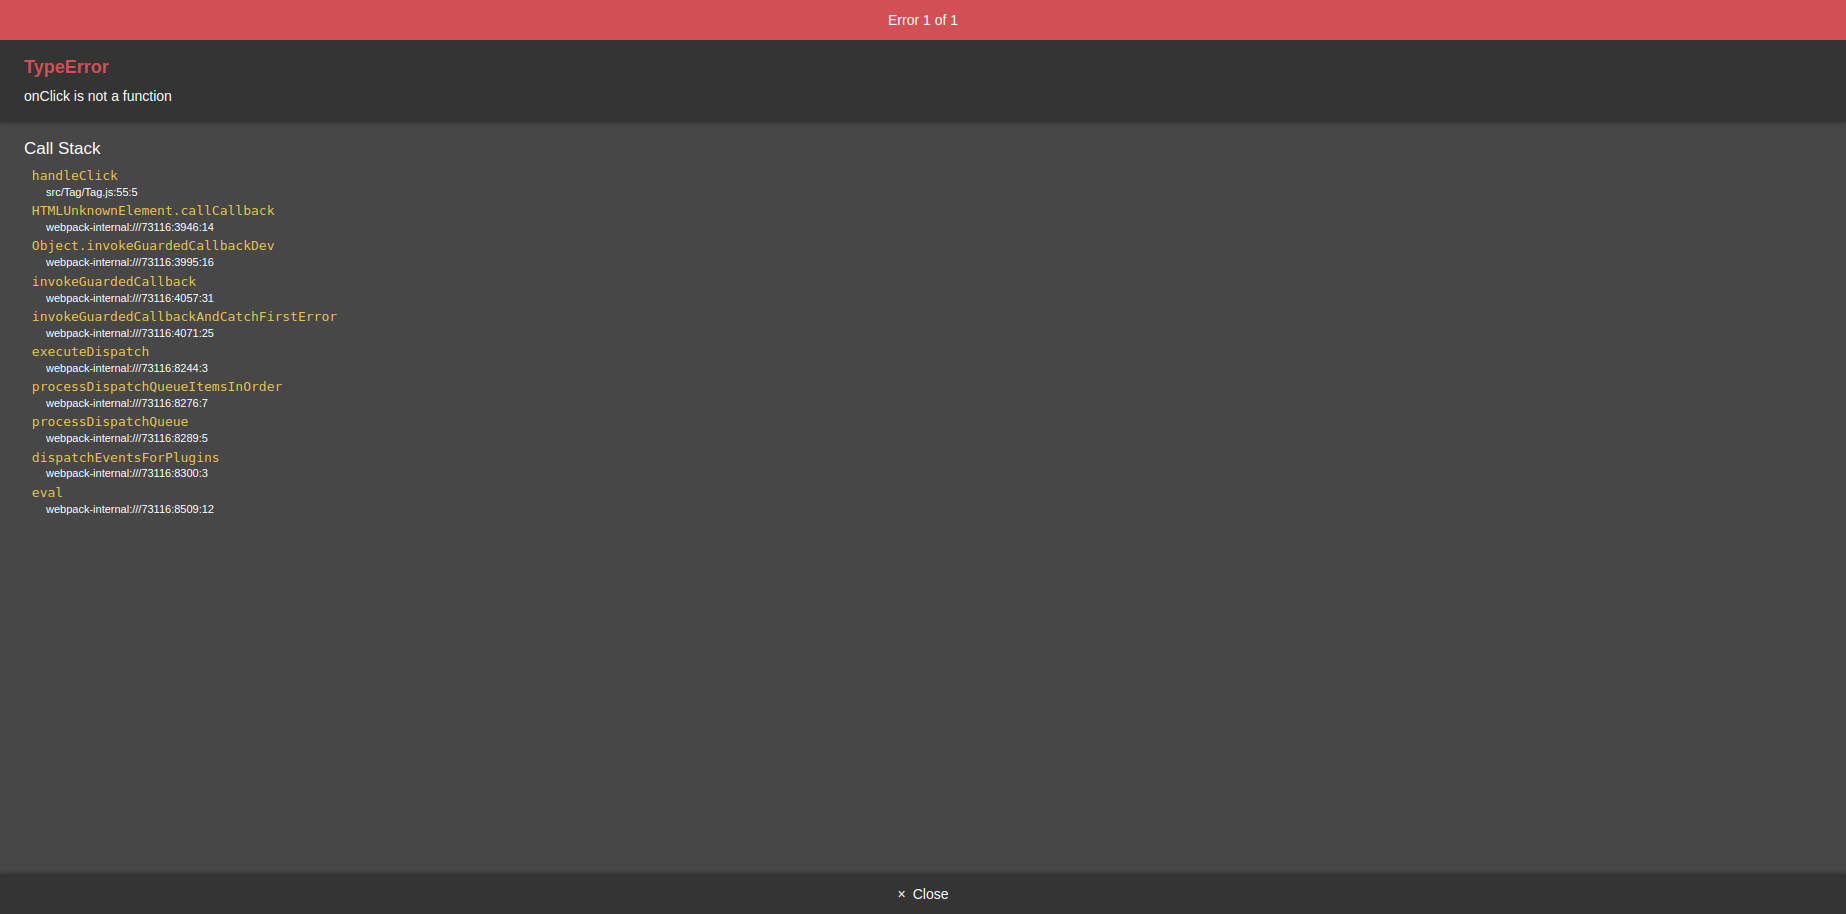 Error 1 of 1
TypeError
onClick is not a function
Call Stack
handleClick
src/Tag/Tag.js:55:5
HTMLUnknownElement.callCallback
webpack-internal:///73116:3946:14
Object.invokeGuardedCallbackDev
webpack-internal:///73116:3995:16
invokeGuardedCallback
webpack-internal:///73116:4057:31
invokeGuardedCallbackAndCatchFirstError
webpack-internal:///73116:4071:25
executeDispatch
webpack-internal:///73116:8244:3
processDispatchQueueItemsInOrder
webpack-internal:///73116:8276:7
processDispatchQueue
webpack-internal:///73116:8289:5
dispatchEventsForPlugins
webpack-internal:///73116:8300:3
eval
webpack-internal:///73116:8509:12
× Close